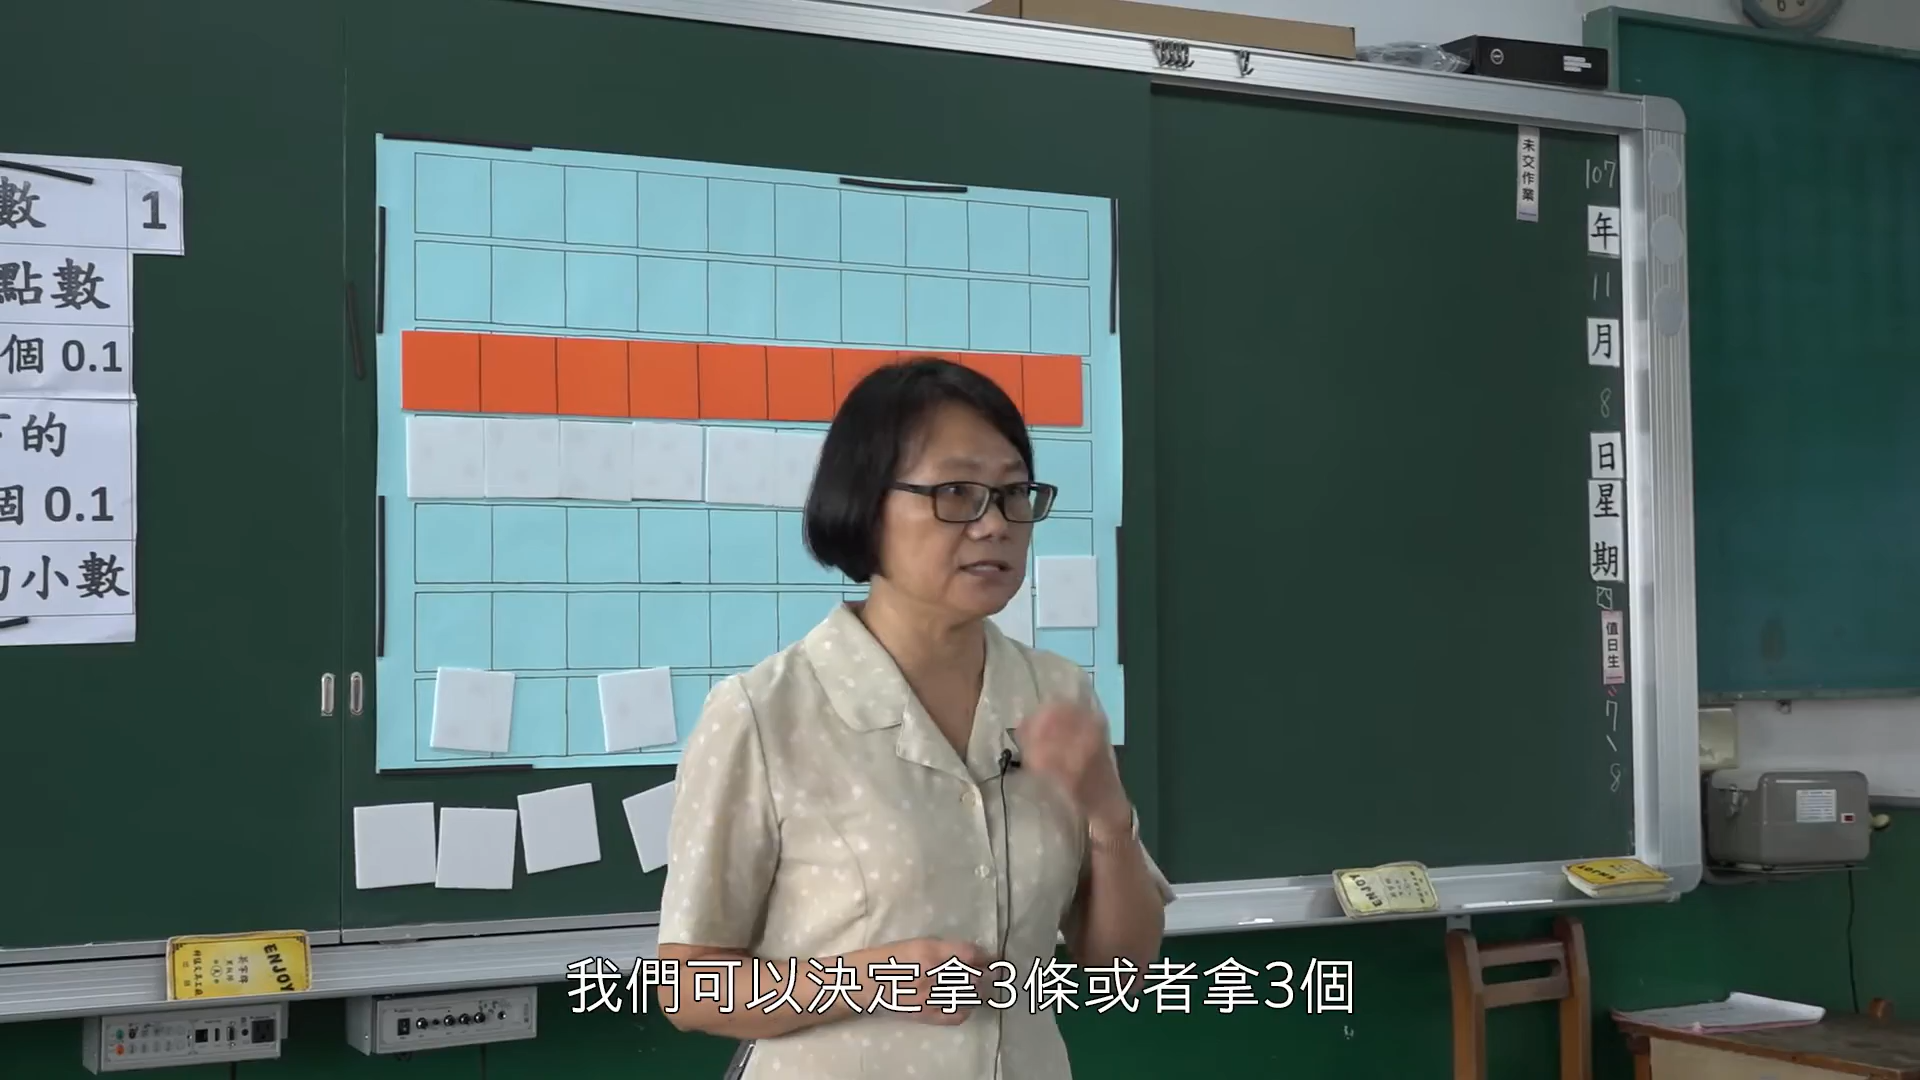 數 1
點數
個 0.1
的
個 0.1
小數
未交作業
107
年
11
月
8
日
星
期
四
值日生
7
8
ENJOY
ENJOY
ENJOY
我們可以決定拿3條或者拿3個